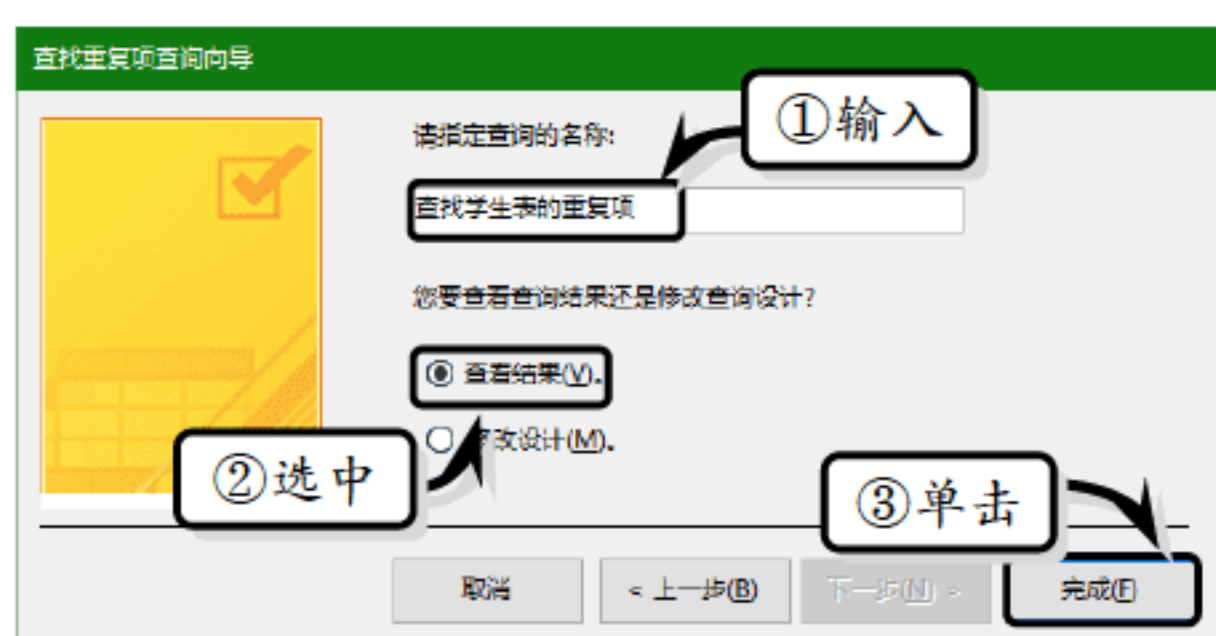 查找重复项查询向导
①输入
请指定查询的名称:
查找学生表的重复项
您要查看查询结果还是修改查询设计?
查看结果(V)。
改设计(M)。
②选中
③单击
取消
< 上一步(B)
下一步(N) >
完成(F)